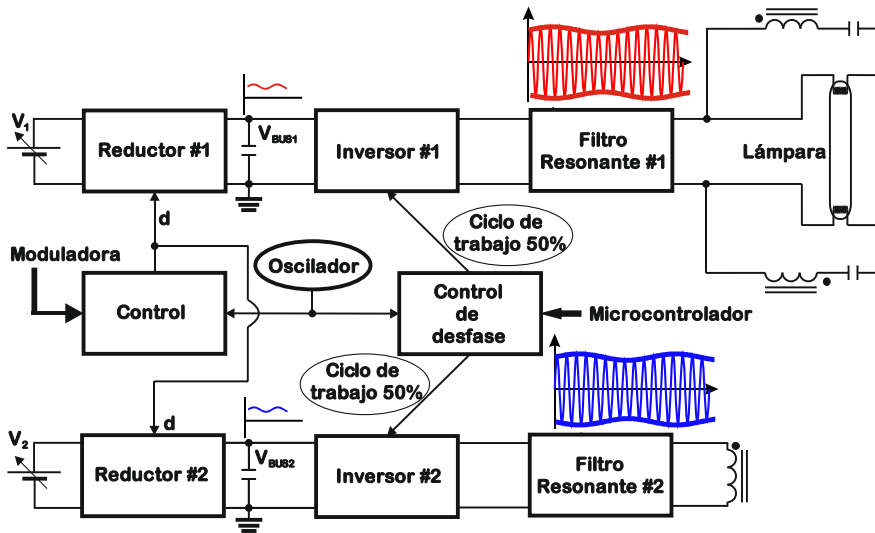 V1
Reductor #1
VBUS1
Inversor #1
Filtro
Resonante #1
Lámpara
d
Ciclo de
trabajo 50%
Moduladora
Oscilador
Control
Control
de
desfase
Microcontrolador
Ciclo de
trabajo 50%
d
V2
Reductor #2
VBUS2
Inversor #2
Filtro
Resonante #2